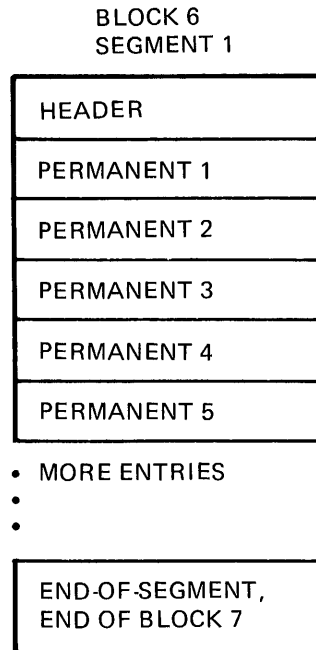 BLOCK 6
SEGMENT 1
HEADER
PERMANENT 1
PERMANENT 2
PERMANENT 3
PERMANENT 4
PERMANENT 5
• MORE ENTRIES
•
•
END-OF-SEGMENT,
END OF BLOCK 7